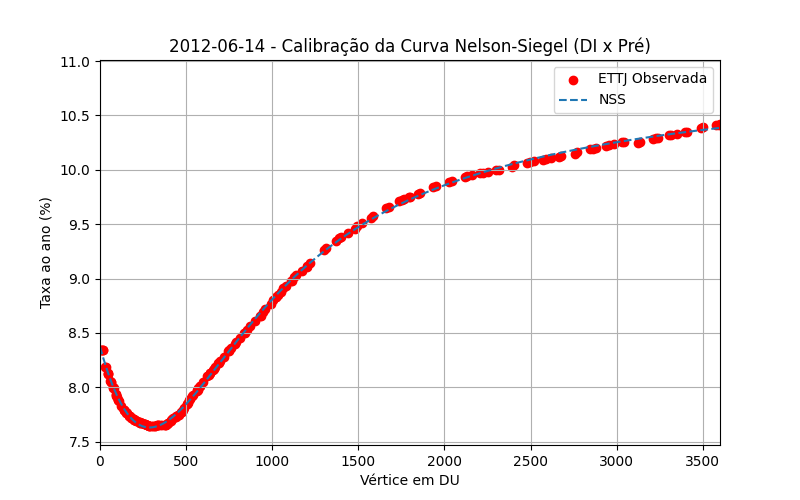 2012-06-14 - Calibração da Curva Nelson-Siegel (DI x Pré)
11.0
10.5
10.0
9.5
9.0
8.5
8.0
7.5
Taxa ao ano (%)
ETTJ Observada
NSS
0 500 1000 1500 2000 2500 3000 3500
Vértice em DU